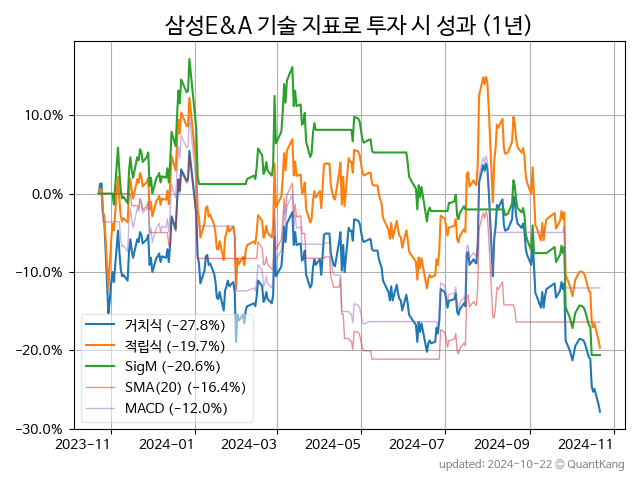 삼성E&A 기술 지표로 투자 시 성과 (1년)
10.0%
0.0%
−10.0%
−20.0%
−30.0%
거치식 (−27.8%)
적립식 (−19.7%)
SigM (−20.6%)
SMA(20) (−16.4%)
MACD (−12.0%)
2023-11 2024-01 2024-03 2024-05 2024-07 2024-09 2024-11
updated: 2024-10-22 © QuantKang